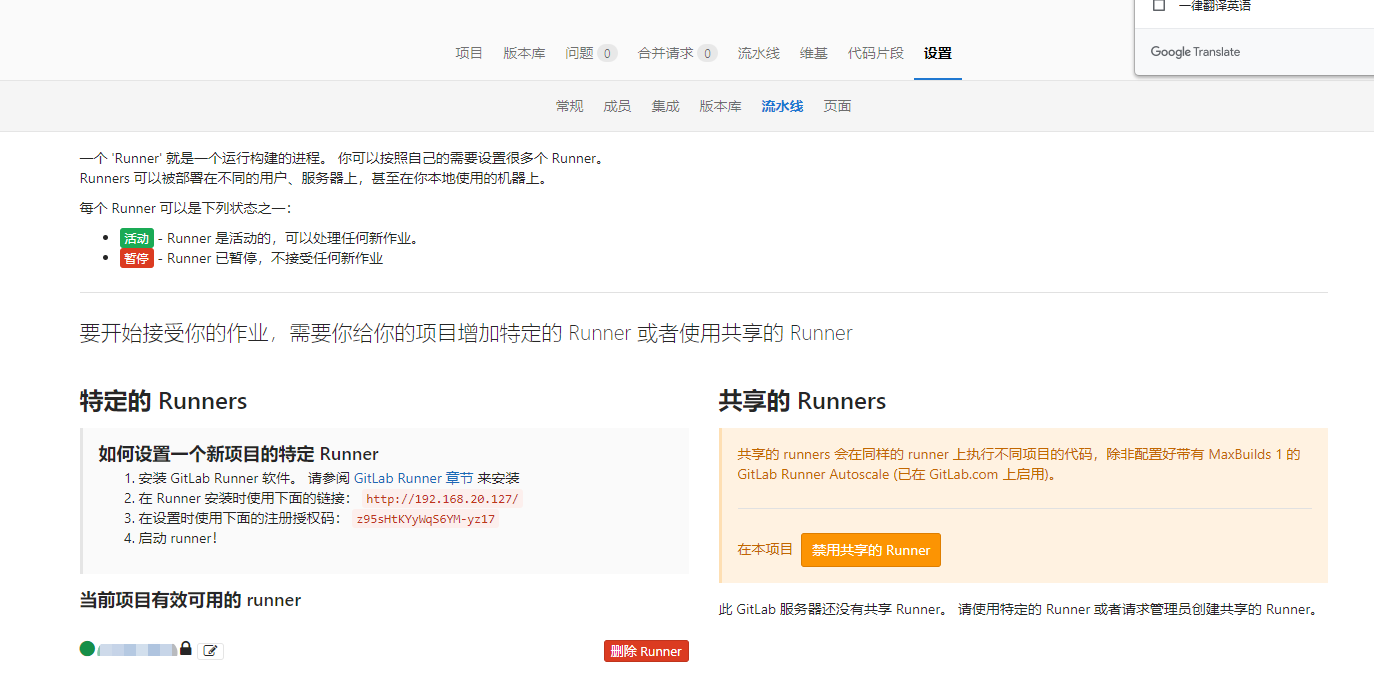 一律翻译英语
Google Translate
项目 版本库 问题 0 合并请求 0 流水线 维基 代码片段 设置
常规 成员 集成 版本库 流水线 页面
一个 'Runner' 就是一个运行构建的进程。 你可以按照自己的需要设置很多个 Runner。
Runners 可以被部署在不同的用户、服务器上，甚至在你本地使用的机器上。
每个 Runner 可以是下列状态之一：
活动 - Runner 是活动的，可以处理任何新作业。
暂停 - Runner 已暂停，不接受任何新作业
要开始接受你的作业，需要你给你的项目增加特定的 Runner 或者使用共享的 Runner
特定的 Runners
如何设置一个新项目的特定 Runner
1. 安装 GitLab Runner 软件。 请参阅 GitLab Runner 章节 来安装
2. 在 Runner 安装时使用下面的链接： http://192.168.20.127/
3. 在设置时使用下面的注册授权码： z95sHtKYyWqS6YM-yz17
4. 启动 runner！
当前项目有效可用的 runner
删除 Runner
共享的 Runners
共享的 runners 会在同样的 runner 上执行不同项目的代码，除非配置好带有 MaxBuilds 1 的
GitLab Runner Autoscale (已在 GitLab.com 上启用)。
在本项目 禁用共享的 Runner
此 GitLab 服务器还没有共享 Runner。 请使用特定的 Runner 或者请求管理员创建共享的 Runner。